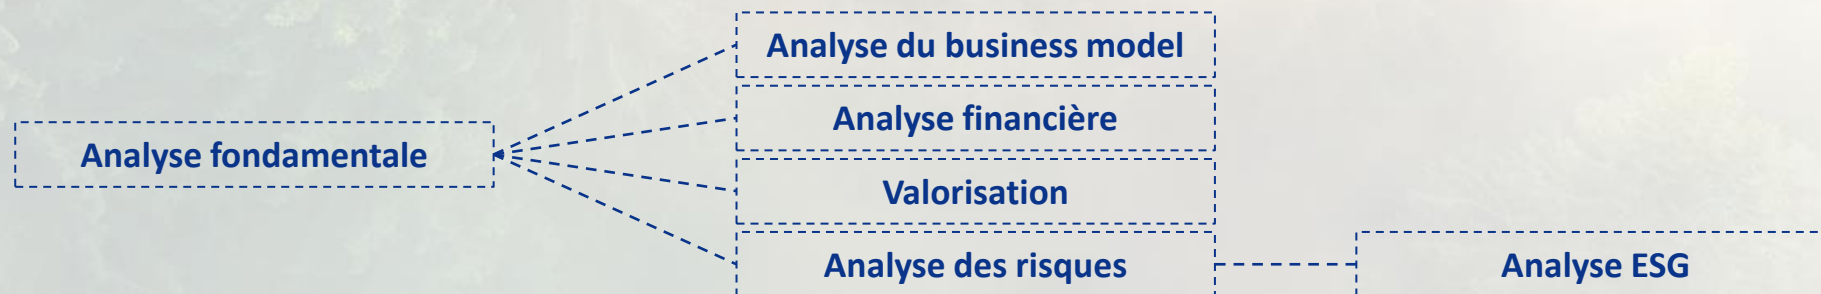 Analyse du business model
Analyse financière
Analyse fondamentale
Valorisation
Analyse des risques
Analyse ESG